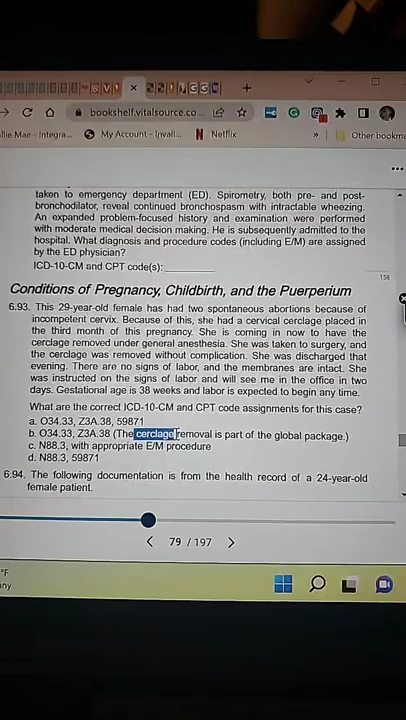 bookshelf.vitalsource.co...
My Account - Invali...
Netflix
»
Other bookma
taken to emergency department (ED). Spirometry, both pre- and post-
bronchodilator, reveal continued bronchospasm with intractable wheezing.
An expanded problem-focused history and examination were performed
with moderate medical decision making. He is subsequently admitted to the
hospital. What diagnosis and procedure codes (including E/M) are assigned
by the ED physician?
ICD-10-CM and CPT code(s): __________
158
Conditions of Pregnancy, Childbirth, and the Puerperium
6.93. This 29-year-old female has had two spontaneous abortions because of
incompetent cervix. Because of this, she had a cervical cerclage placed in
the third month of this pregnancy. She is coming in now to have the
cerclage removed under general anesthesia. She was taken to surgery, and
the cerclage was removed without complication. She was discharged that
evening. There are no signs of labor, and the membranes are intact. She
was instructed on the signs of labor and will see me in the office in two
days. Gestational age is 38 weeks and labor is expected to begin any time.
What are the correct ICD-10-CM and CPT code assignments for this case?
a. O34.33, Z3A.38, 59871
b. O34.33, Z3A.38 (The cerclage removal is part of the global package.)
c. N88.3, with appropriate E/M procedure
d. N88.3, 59871
6.94. The following documentation is from the health record of a 24-year-old
female patient.
79 / 197
°F
ny